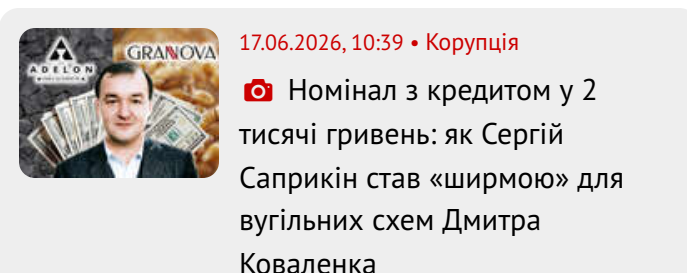 ADELON
GRANNOVA
17.06.2026, 10:39 • Корупція
Номінал з кредитом у 2
тисячі гривень: як Сергій
Саприкін став «ширмою» для
вугільних схем Дмитра
Коваленка